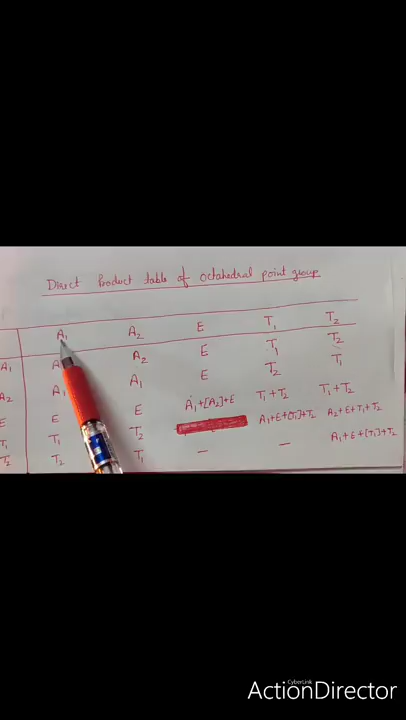 Direct Product table of octahedral point group
A₁ A₂ E T₁ T₂
A₁ A₂ E T₁ T₂
A₂ A₁ A₁ E T₂ T₁
E E E A₁+[A₂]+E T₁+T₂ T₁+T₂
T₁ T₁ T₂ A₁+E+[T₁]+T₂ A₂+E+T₁+T₂
T₂ T₂ T₁ — — A₁+E+[T₁]+T₂
CyberLink
ActionDirector